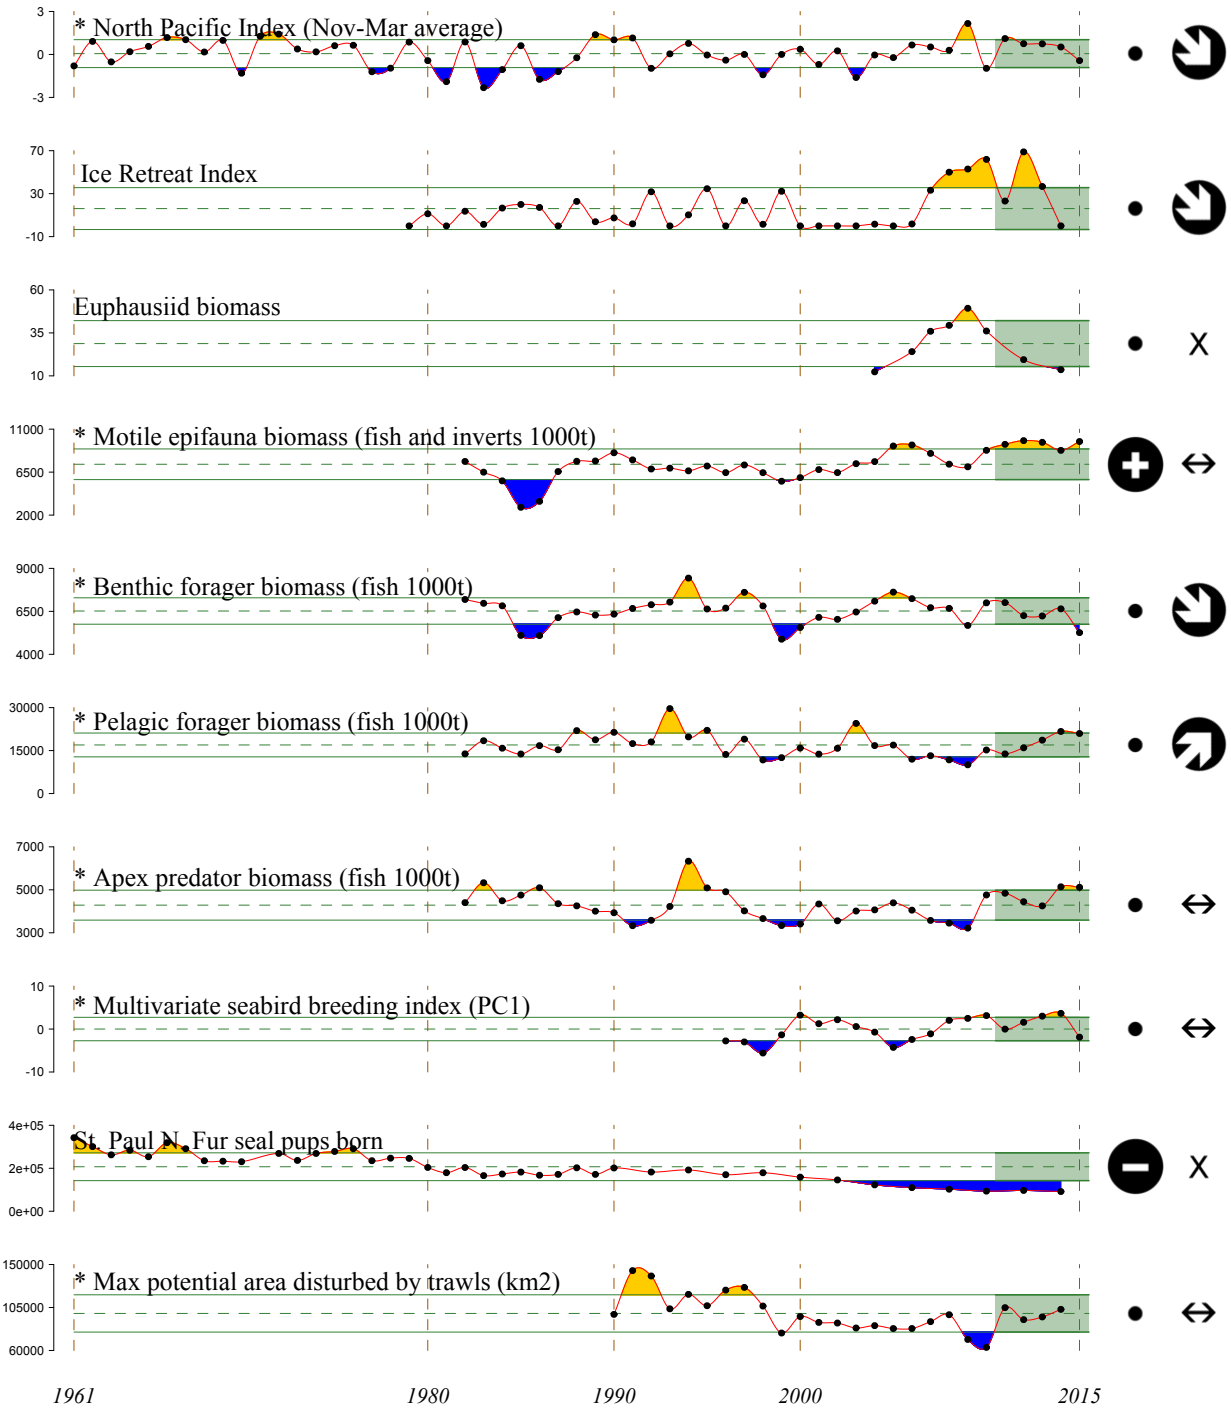 * North Pacific Index (Nov-Mar average)
3
0
-3
Ice Retreat Index
70
30
-10
Euphausiid biomass
60
35
10
X
* Motile epifauna biomass (fish and inverts 1000t)
11000
6500
2000
* Benthic forager biomass (fish 1000t)
9000
6500
4000
* Pelagic forager biomass (fish 1000t)
30000
15000
0
* Apex predator biomass (fish 1000t)
7000
5000
3000
* Multivariate seabird breeding index (PC1)
10
0
-10
St. Paul N. Fur seal pups born
4e+05
2e+05
0e+00
X
* Max potential area disturbed by trawls (km2)
150000
105000
60000
1961 1980 1990 2000 2015